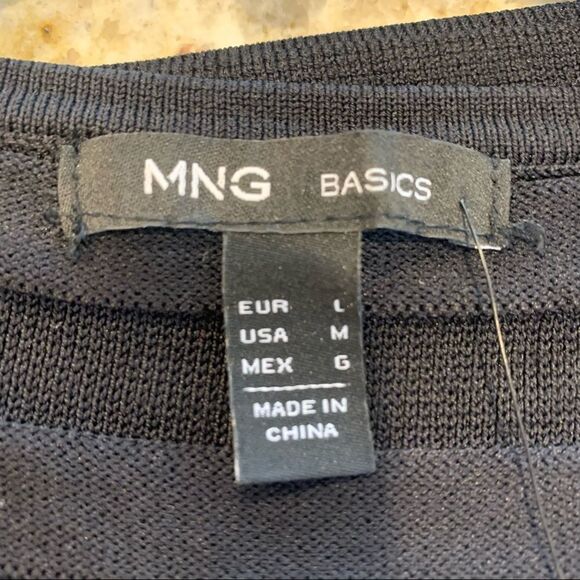 MNG BASICS
EUR L
USA M
MEX G
MADE IN
CHINA